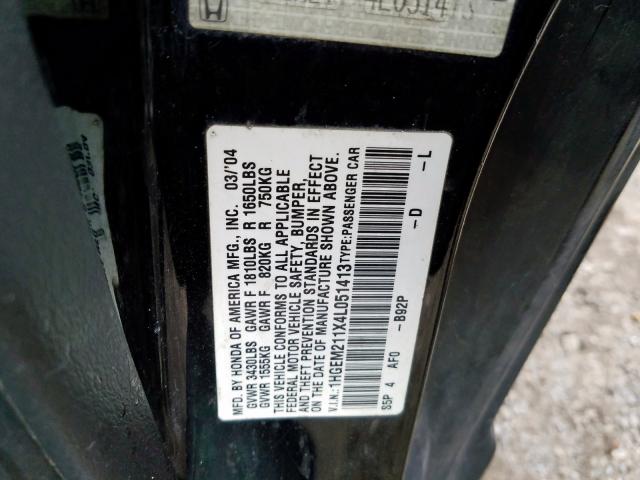 MFD. BY HONDA OF AMERICA MFG., INC. 03/'04
GVWR 3430LBS GAWR F 1810LBS R 1650LBS
GVWR 1555KG GAWR F 820KG R 750KG
THIS VEHICLE CONFORMS TO ALL APPLICABLE
FEDERAL MOTOR VEHICLE SAFETY, BUMPER,
AND THEFT PREVENTION STANDARDS IN EFFECT
ON THE DATE OF MANUFACTURE SHOWN ABOVE.
V.I.N.: 1HGEM211X4L051413 TYPE: PASSENGER CAR
S5P 4 AF0 -B92P -D -L